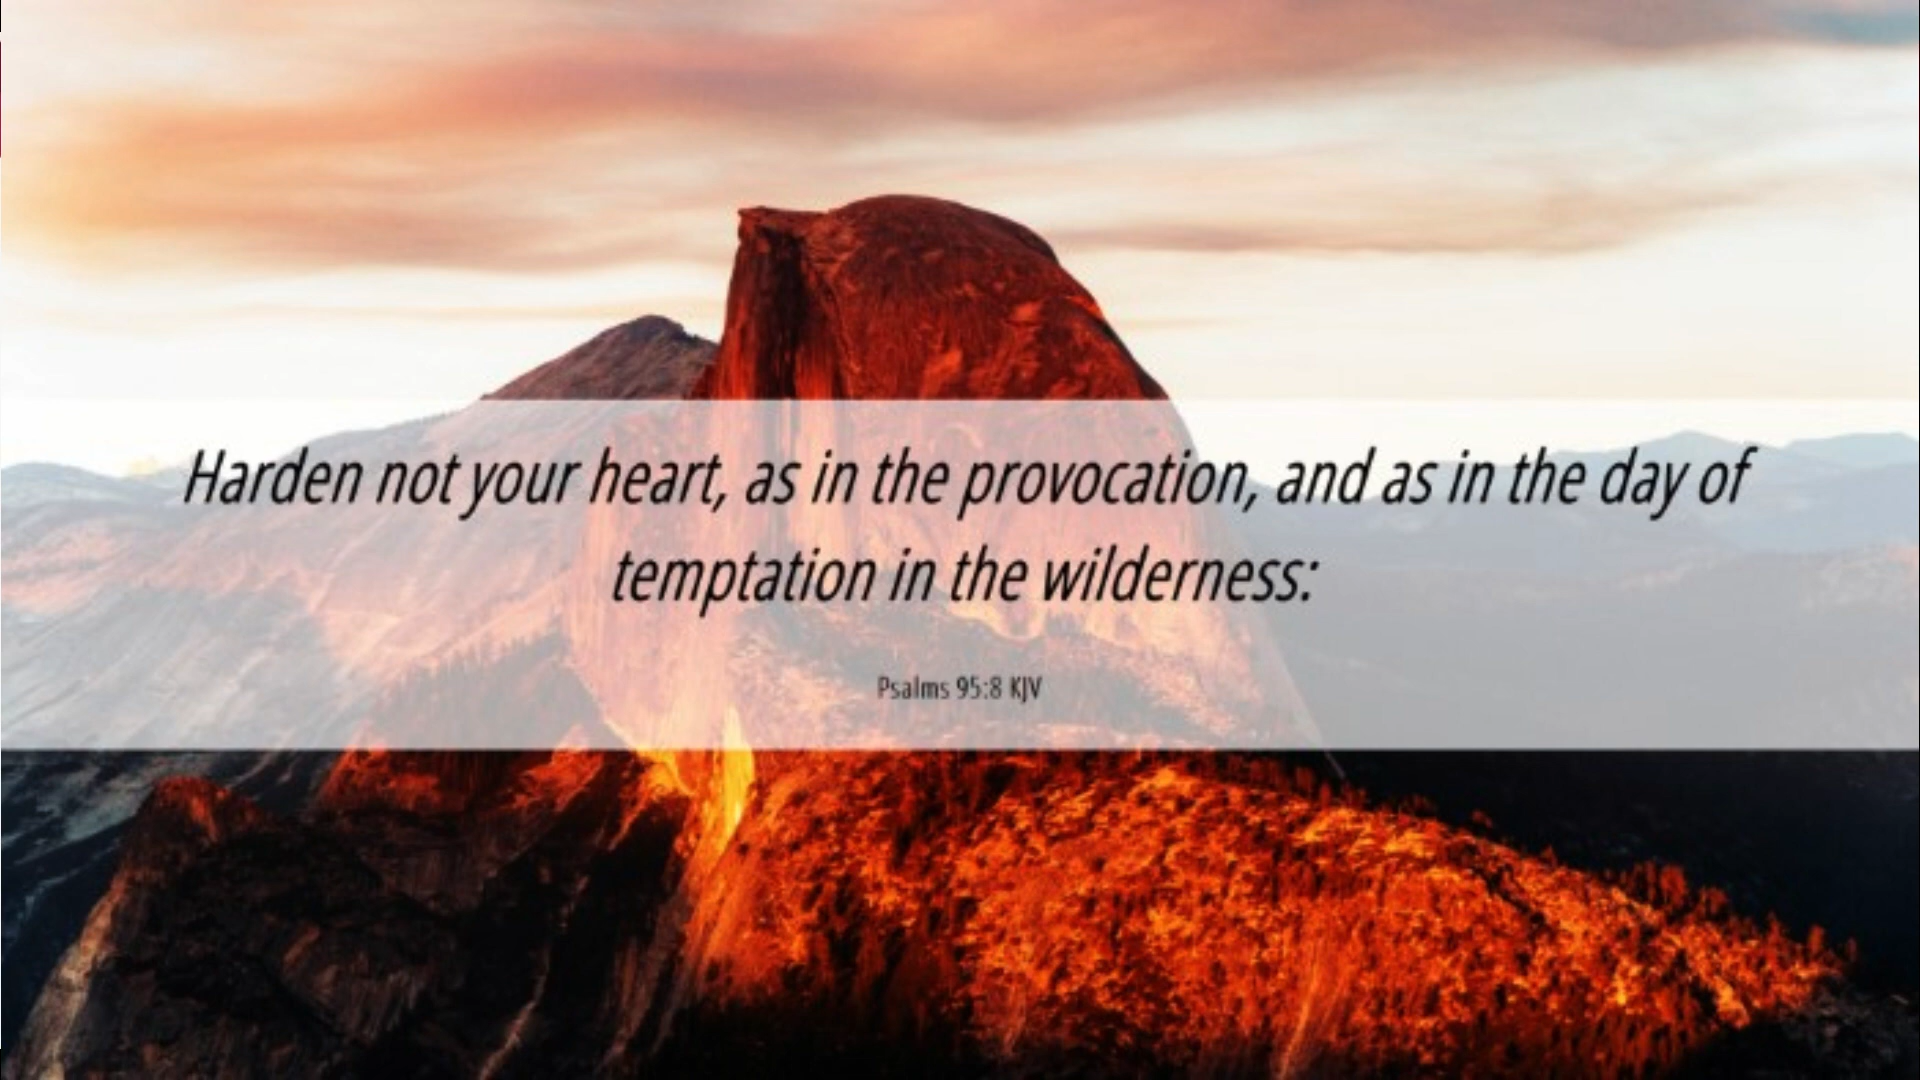 Harden not your heart, as in the provocation, and as in the day of
temptation in the wilderness:
Psalms 95:8 KJV